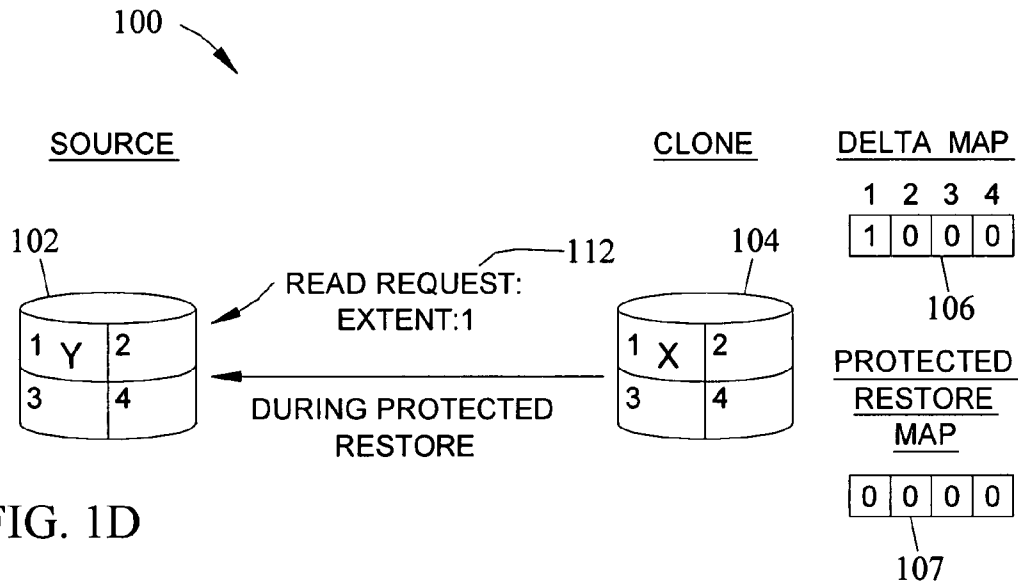 100
SOURCE
CLONE
DELTA MAP
1 2 3 4
1 0 0 0
106
102
112
READ REQUEST:
EXTENT:1
104
1 Y 2
3 4
1 X 2
3 4
DURING PROTECTED
RESTORE
PROTECTED
RESTORE
MAP
0 0 0 0
107
FIG. 1D